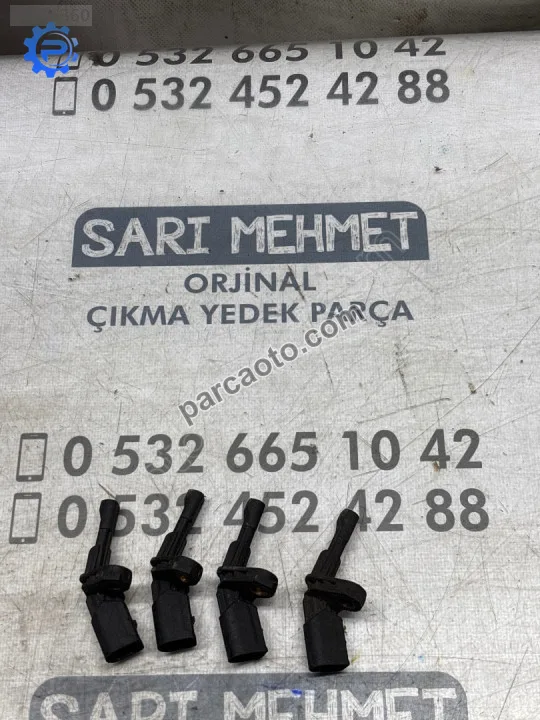 0 532 665 10 42
0 532 452 42 88
SARI MEHMET
ORJİNAL
ÇIKMA YEDEK PARÇA
parcaoto.com
0 532 665 10 42
0 532 452 42 88
SARI MEHMET